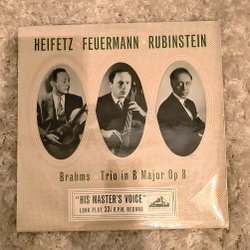 HEIFETZ FEUERMANN RUBINSTEIN
Brahms Trio in B Major Op 8
"HIS MASTER'S VOICE"
LONG PLAY 33⅓ R.P.M. RECORD